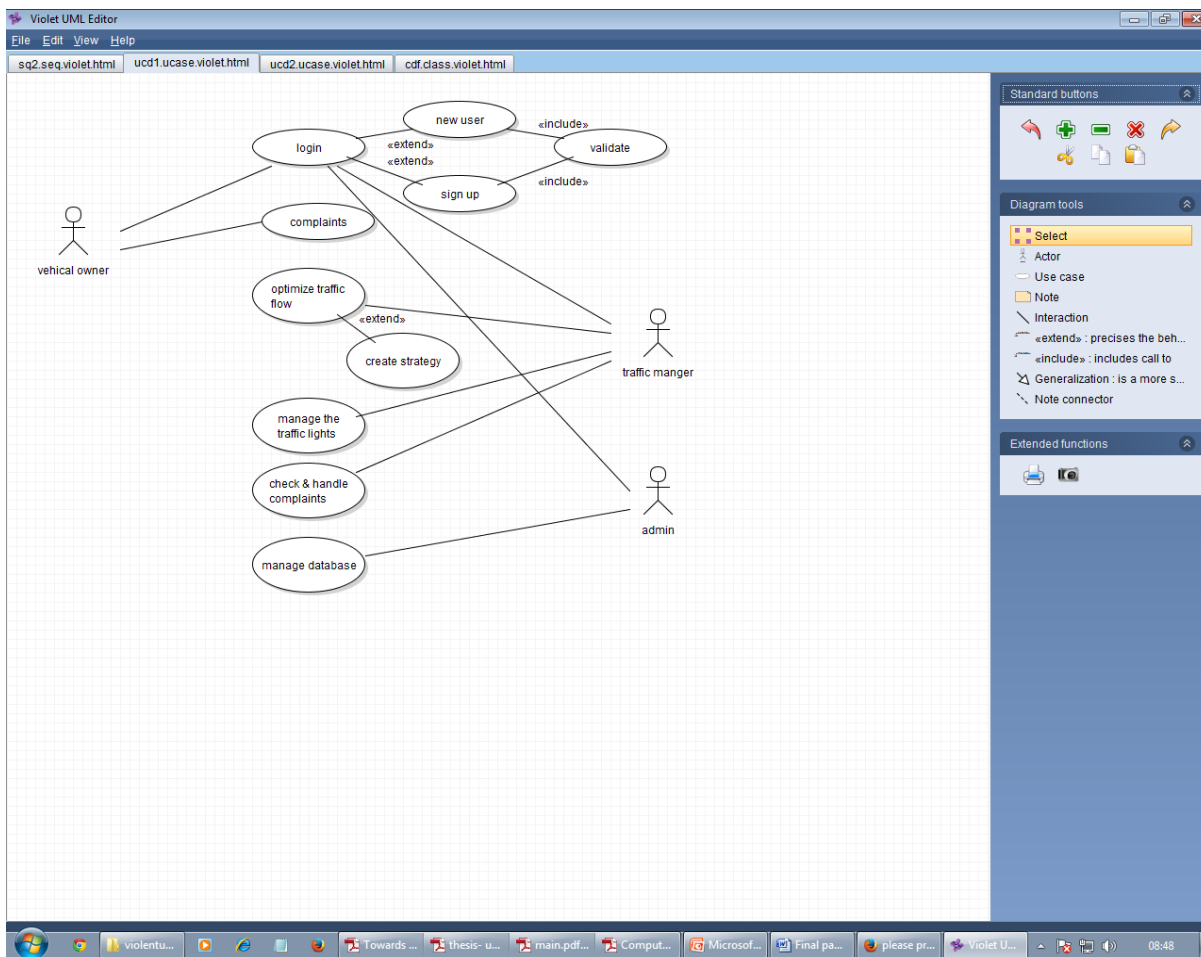 Violet UML Editor
File Edit View Help
sq2.seq.violet.html ucd1.ucase.violet.html ucd2.ucase.violet.html cdf.class.violet.html
new user
«include»
login
«extend»
validate
«extend»
«include»
sign up
complaints
vehical owner
optimize traffic
flow
«extend»
create strategy
traffic manger
manage the
traffic lights
check & handle
complaints
admin
manage database
Standard buttons
Diagram tools
Select
Actor
Use case
Note
Interaction
«extend» : precises the beh...
«include» : includes call to
Generalization : is a more s...
Note connector
Extended functions
violentu... Towards ... thesis- u... main.pdf... Comput... Microsof... Final pa... please pr... Violet U... 08:48